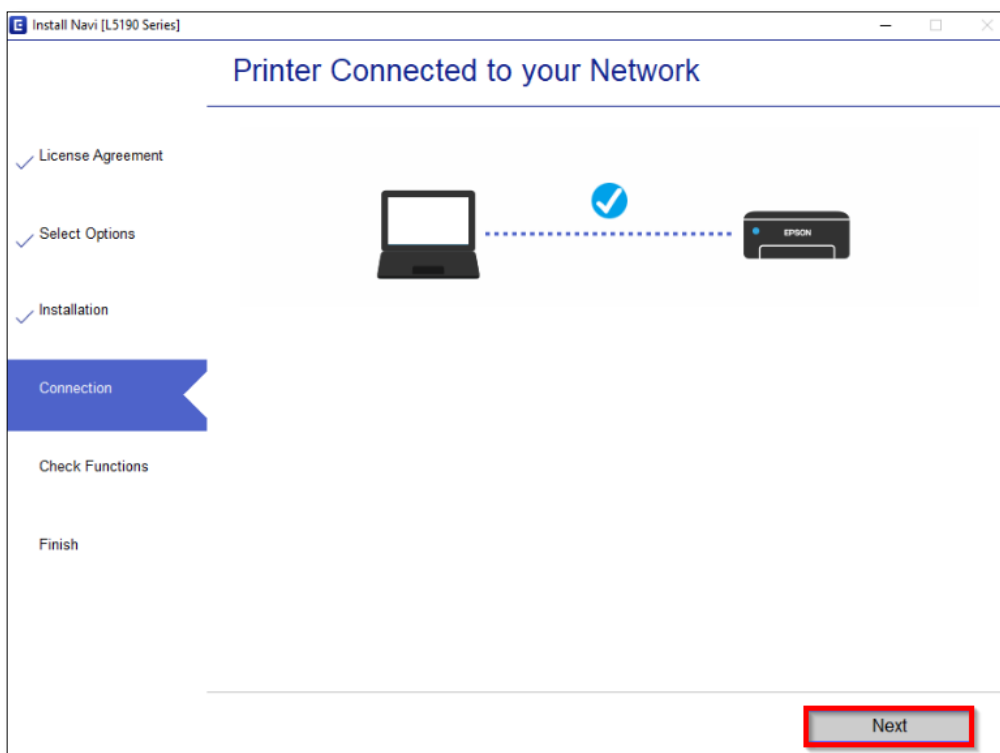 Install Navi [L5190 Series]
Printer Connected to your Network
License Agreement
Select Options
Installation
Connection
Check Functions
Finish
EPSON
Next